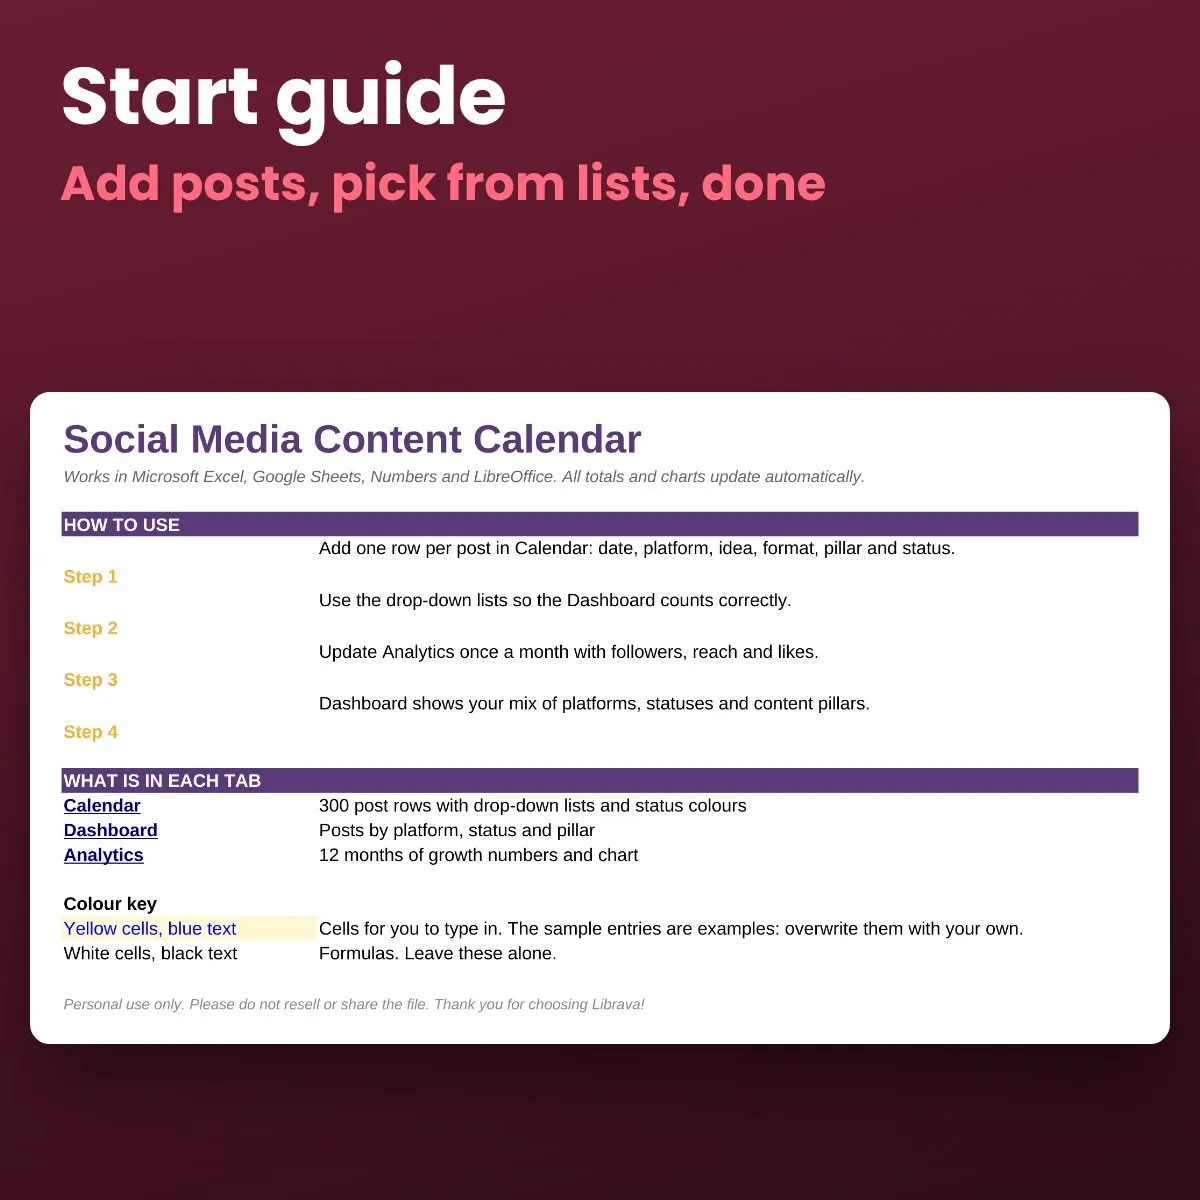 Start guide
Add posts, pick from lists, done
Social Media Content Calendar
Works in Microsoft Excel, Google Sheets, Numbers and LibreOffice. All totals and charts update automatically.
HOW TO USE
Add one row per post in Calendar: date, platform, idea, format, pillar and status.
Step 1
Use the drop-down lists so the Dashboard counts correctly.
Step 2
Update Analytics once a month with followers, reach and likes.
Step 3
Dashboard shows your mix of platforms, statuses and content pillars.
Step 4
WHAT IS IN EACH TAB
Calendar 300 post rows with drop-down lists and status colours
Dashboard Posts by platform, status and pillar
Analytics 12 months of growth numbers and chart
Colour key
Yellow cells, blue text Cells for you to type in. The sample entries are examples: overwrite them with your own.
White cells, black text Formulas. Leave these alone.
Personal use only. Please do not resell or share the file. Thank you for choosing Librava!